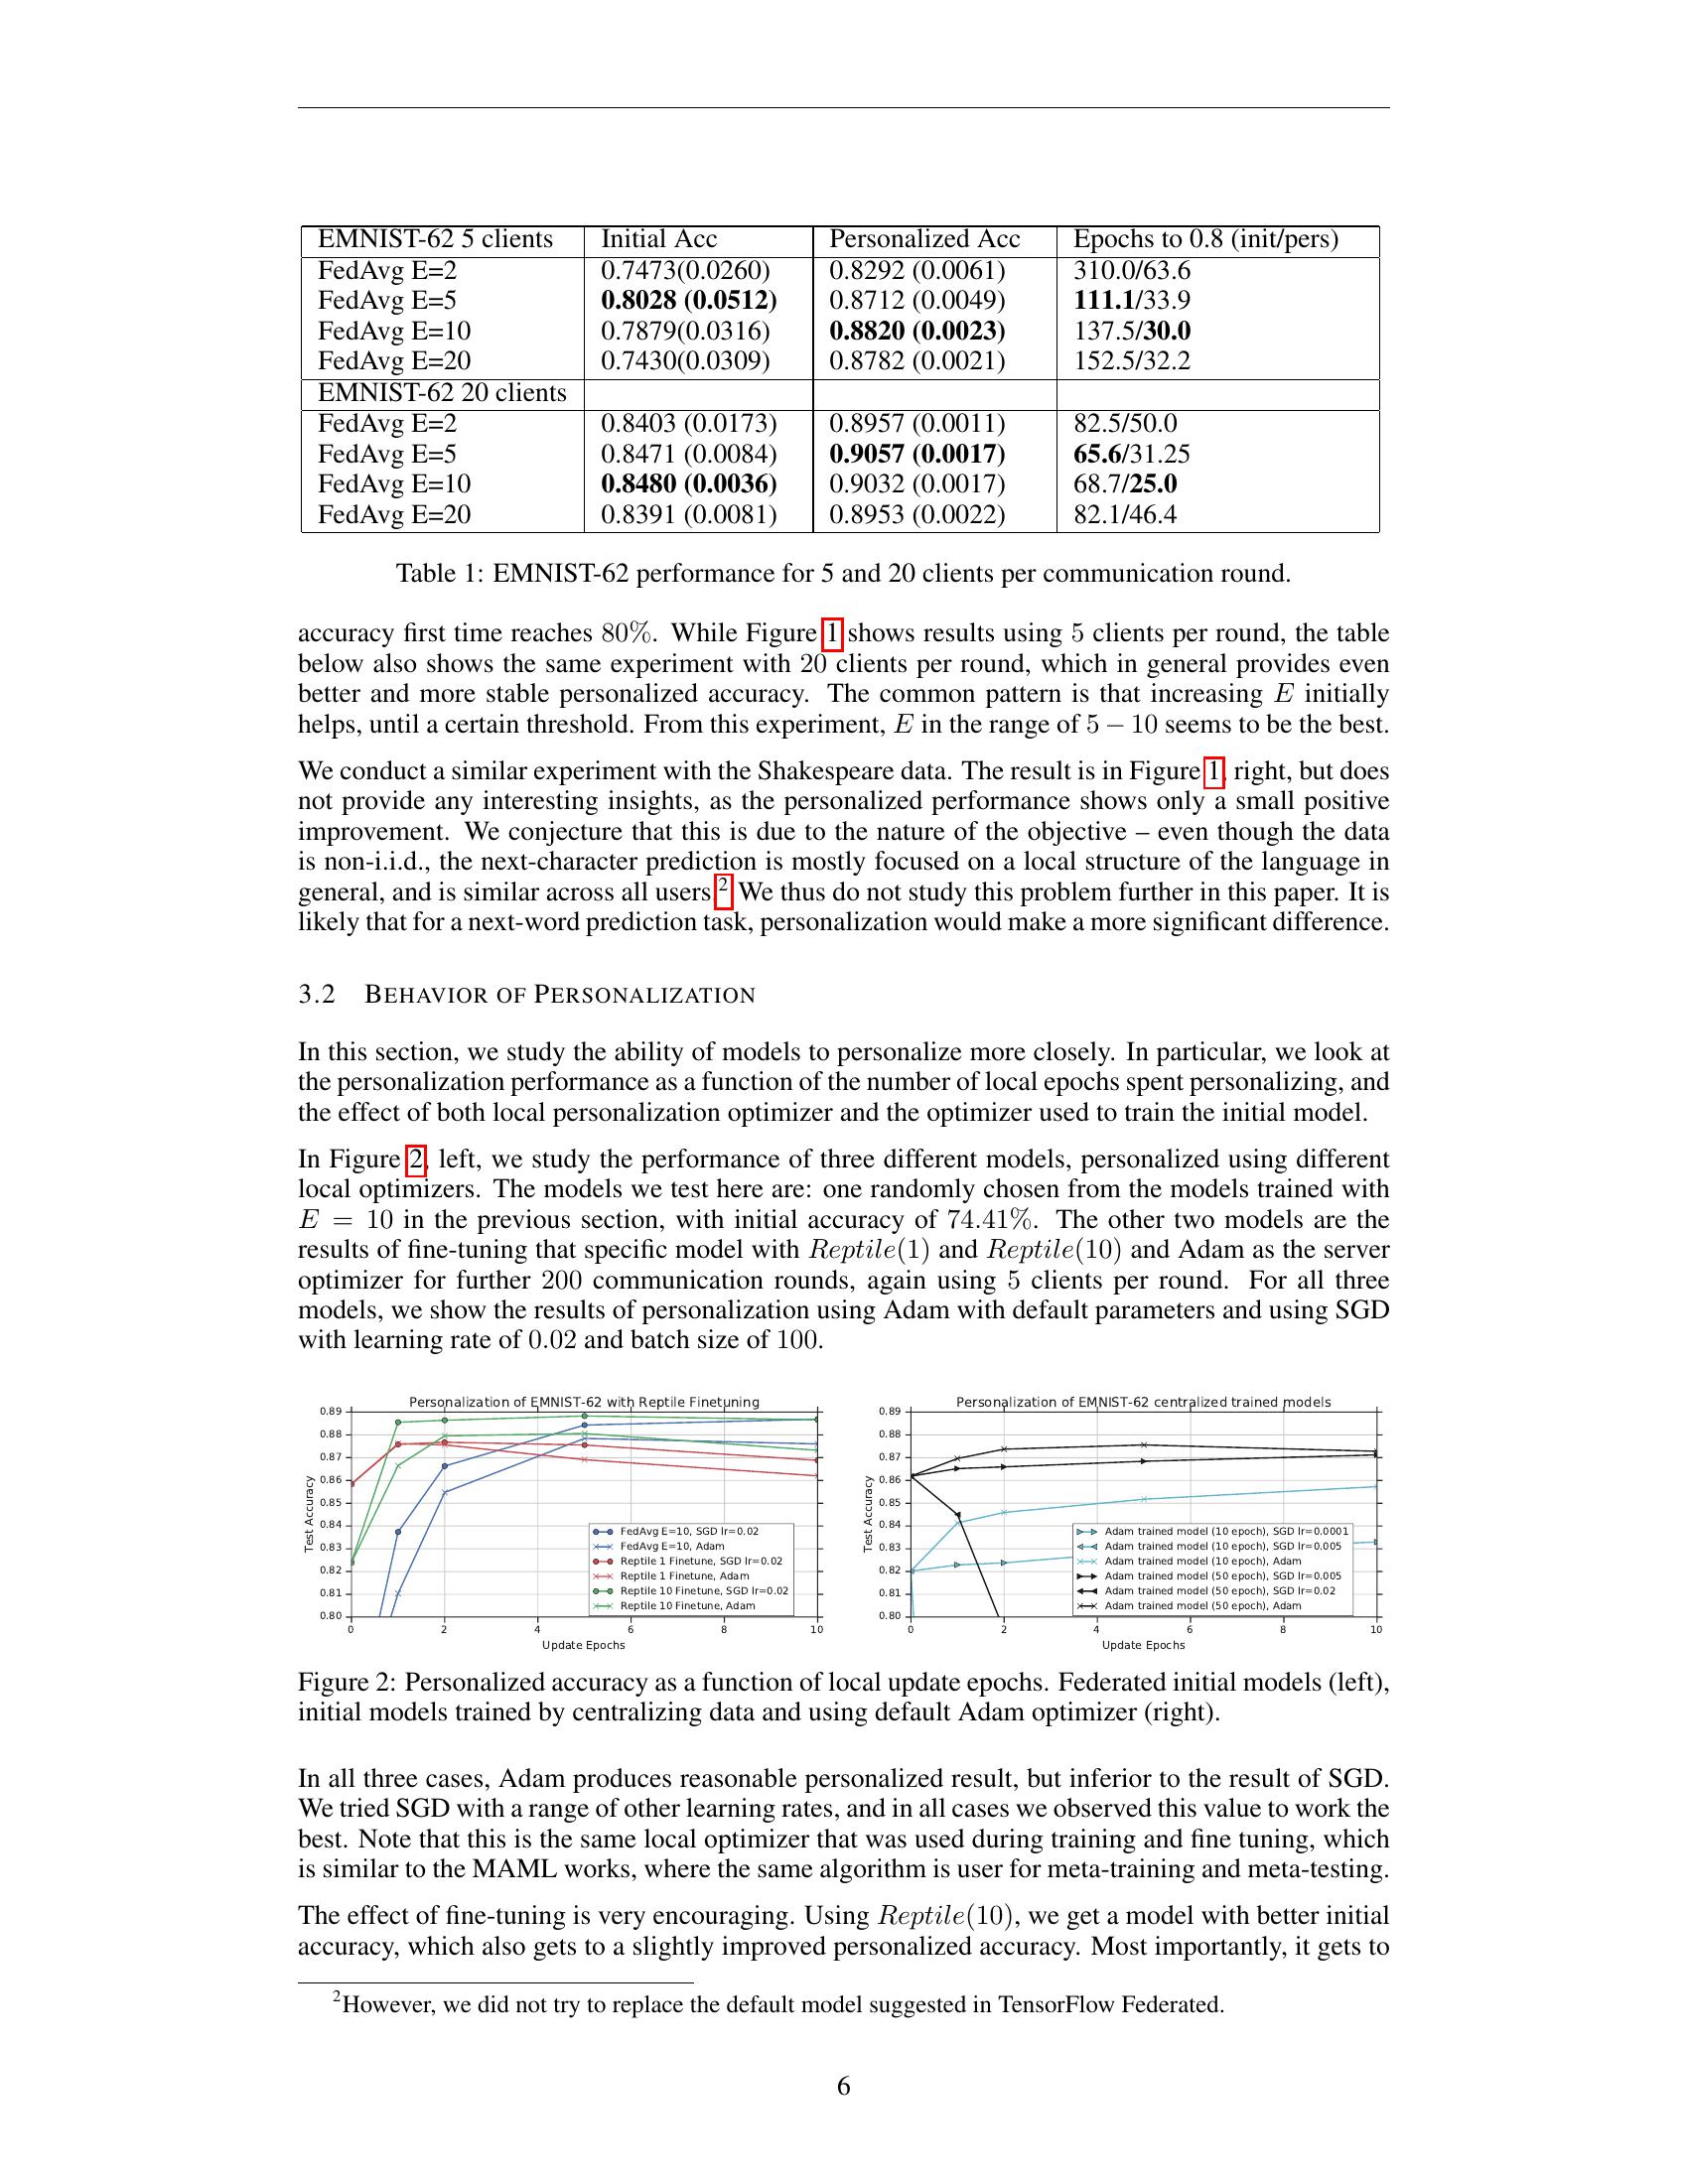 EMNIST-62 5 clients Initial Acc Personalized Acc Epochs to 0.8 (init/pers)
FedAvg E=2 0.7473(0.0260) 0.8292 (0.0061) 310.0/63.6
FedAvg E=5 0.8028 (0.0512) 0.8712 (0.0049) 111.1/33.9
FedAvg E=10 0.7879(0.0316) 0.8820 (0.0023) 137.5/30.0
FedAvg E=20 0.7430(0.0309) 0.8782 (0.0021) 152.5/32.2
EMNIST-62 20 clients
FedAvg E=2 0.8403 (0.0173) 0.8957 (0.0011) 82.5/50.0
FedAvg E=5 0.8471 (0.0084) 0.9057 (0.0017) 65.6/31.25
FedAvg E=10 0.8480 (0.0036) 0.9032 (0.0017) 68.7/25.0
FedAvg E=20 0.8391 (0.0081) 0.8953 (0.0022) 82.1/46.4
Table 1: EMNIST-62 performance for 5 and 20 clients per communication round.
accuracy first time reaches 80%. While Figure 1 shows results using 5 clients per round, the table
below also shows the same experiment with 20 clients per round, which in general provides even
better and more stable personalized accuracy. The common pattern is that increasing E initially
helps, until a certain threshold. From this experiment, E in the range of 5 – 10 seems to be the best.
We conduct a similar experiment with the Shakespeare data. The result is in Figure 1, right, but does
not provide any interesting insights, as the personalized performance shows only a small positive
improvement. We conjecture that this is due to the nature of the objective – even though the data
is non-i.i.d., the next-character prediction is mostly focused on a local structure of the language in
general, and is similar across all users.2 We thus do not study this problem further in this paper. It is
likely that for a next-word prediction task, personalization would make a more significant difference.
3.2 BEHAVIOR OF PERSONALIZATION
In this section, we study the ability of models to personalize more closely. In particular, we look at
the personalization performance as a function of the number of local epochs spent personalizing, and
the effect of both local personalization optimizer and the optimizer used to train the initial model.
In Figure 2, left, we study the performance of three different models, personalized using different
local optimizers. The models we test here are: one randomly chosen from the models trained with
E = 10 in the previous section, with initial accuracy of 74.41%. The other two models are the
results of fine-tuning that specific model with Reptile(1) and Reptile(10) and Adam as the server
optimizer for further 200 communication rounds, again using 5 clients per round. For all three
models, we show the results of personalization using Adam with default parameters and using SGD
with learning rate of 0.02 and batch size of 100.
Personalization of EMNIST-62 with Reptile Finetuning
0.89
0.88
0.87
0.86
0.85
0.84
0.83
0.82
0.81
0.80
Test Accuracy
FedAvg E=10, SGD lr=0.02
FedAvg E=10, Adam
Reptile 1 Finetune, SGD lr=0.02
Reptile 1 Finetune, Adam
Reptile 10 Finetune, SGD lr=0.02
Reptile 10 Finetune, Adam
0 2 4 6 8 10
Update Epochs
Personalization of EMNIST-62 centralized trained models
0.89
0.88
0.87
0.86
0.85
0.84
0.83
0.82
0.81
0.80
Test Accuracy
Adam trained model (10 epoch), SGD lr=0.0001
Adam trained model (10 epoch), SGD lr=0.005
Adam trained model (10 epoch), Adam
Adam trained model (50 epoch), SGD lr=0.005
Adam trained model (50 epoch), SGD lr=0.02
Adam trained model (50 epoch), Adam
0 2 4 6 8 10
Update Epochs
Figure 2: Personalized accuracy as a function of local update epochs. Federated initial models (left),
initial models trained by centralizing data and using default Adam optimizer (right).
In all three cases, Adam produces reasonable personalized result, but inferior to the result of SGD.
We tried SGD with a range of other learning rates, and in all cases we observed this value to work the
best. Note that this is the same local optimizer that was used during training and fine tuning, which
is similar to the MAML works, where the same algorithm is user for meta-training and meta-testing.
The effect of fine-tuning is very encouraging. Using Reptile(10), we get a model with better initial
accuracy, which also gets to a slightly improved personalized accuracy. Most importantly, it gets to
2However, we did not try to replace the default model suggested in TensorFlow Federated.
6